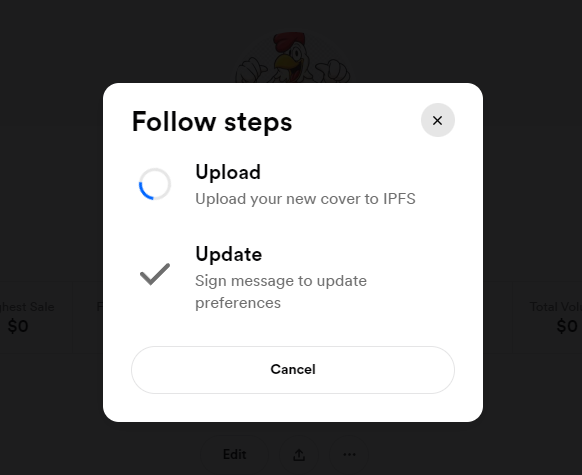 Follow steps
Upload
Upload your new cover to IPFS
Update
Sign message to update
preferences
ghest Sale
Total Vol
$0
$0
Cancel
Edit